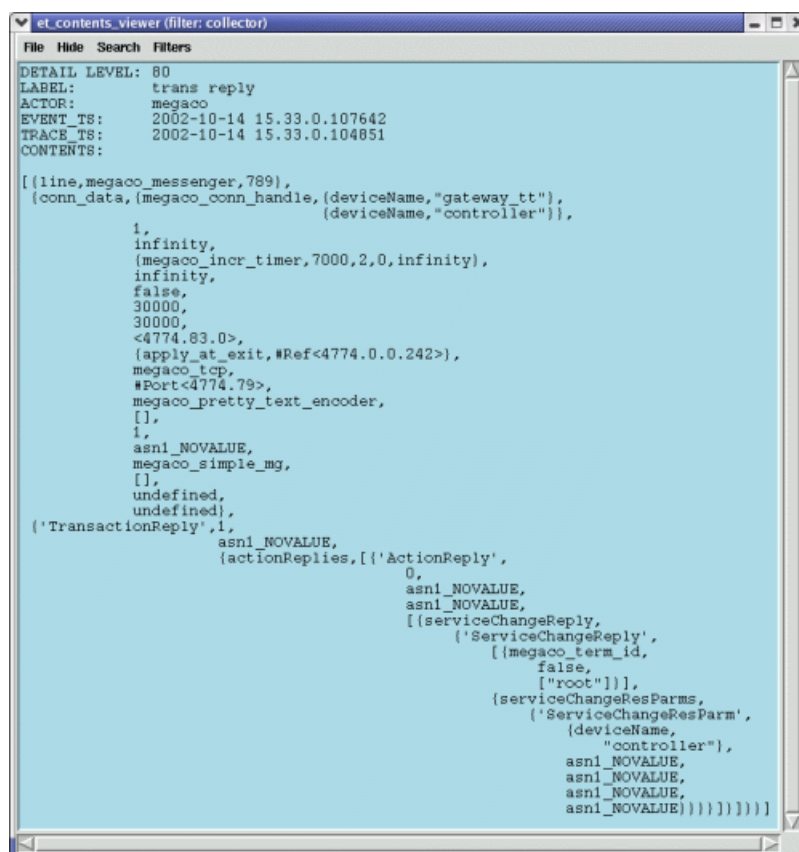 et_contents_viewer (filter: collector)
File Hide Search Filters
DETAIL LEVEL: 80
LABEL: trans reply
ACTOR: megaco
EVENT_TS: 2002-10-14 15.33.0.107642
TRACE_TS: 2002-10-14 15.33.0.104851
CONTENTS:
[{line,megaco_messenger,789},
{conn_data,{megaco_conn_handle,{deviceName,"gateway_tt"},
{deviceName,"controller"}},
1,
infinity,
{megaco_incr_timer,7000,2,0,infinity},
infinity,
false,
30000,
30000,
<4774.83.0>,
{apply_at_exit,#Ref<4774.0.0.242>},
megaco_tcp,
#Port<4774.79>,
megaco_pretty_text_encoder,
[],
1,
asn1_NOVALUE,
megaco_simple_mg,
[],
undefined,
undefined},
{'TransactionReply',1,
asn1_NOVALUE,
{actionReplies,[{'ActionReply',
0,
asn1_NOVALUE,
asn1_NOVALUE,
[{serviceChangeReply,
{'ServiceChangeReply',
[{megaco_term_id,
false,
["root"]}],
{serviceChangeResParms,
{'ServiceChangeResParm',
{deviceName,
"controller"},
asn1_NOVALUE,
asn1_NOVALUE,
asn1_NOVALUE,
asn1_NOVALUE}}}}]}]}}]